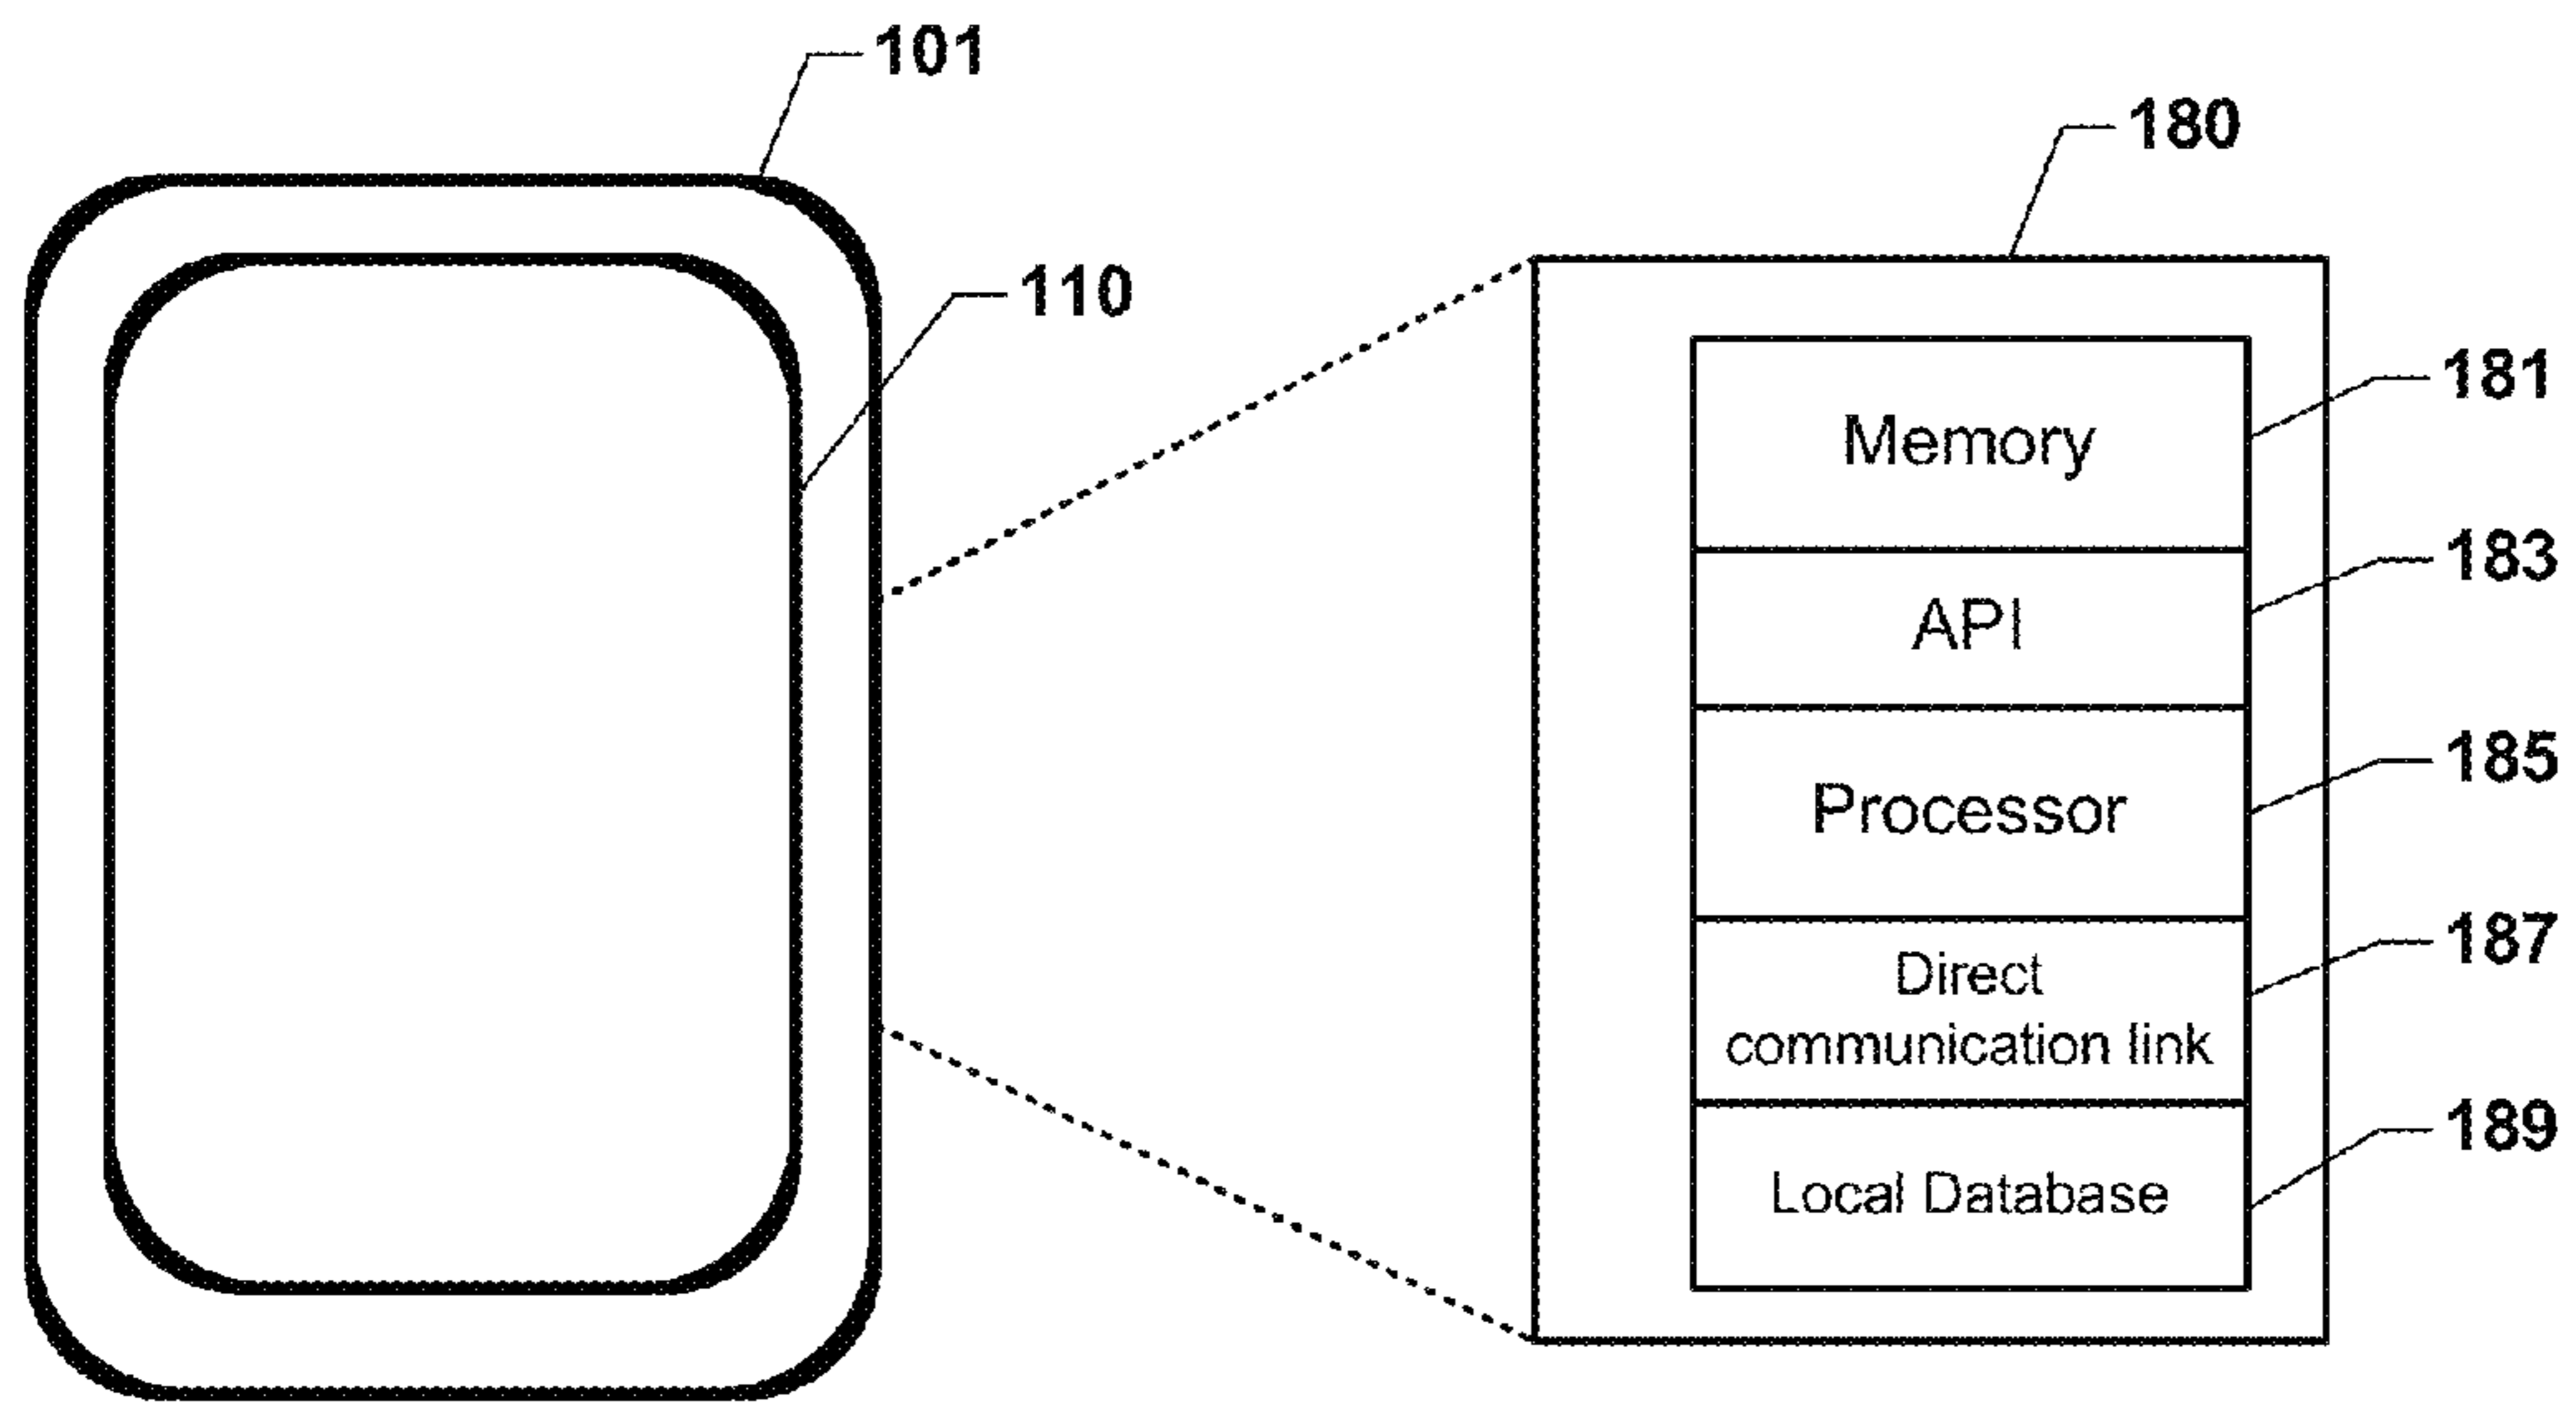 101
180
110
181
Memory
183
API
185
Processor
187
Direct
communication link
189
Local Database